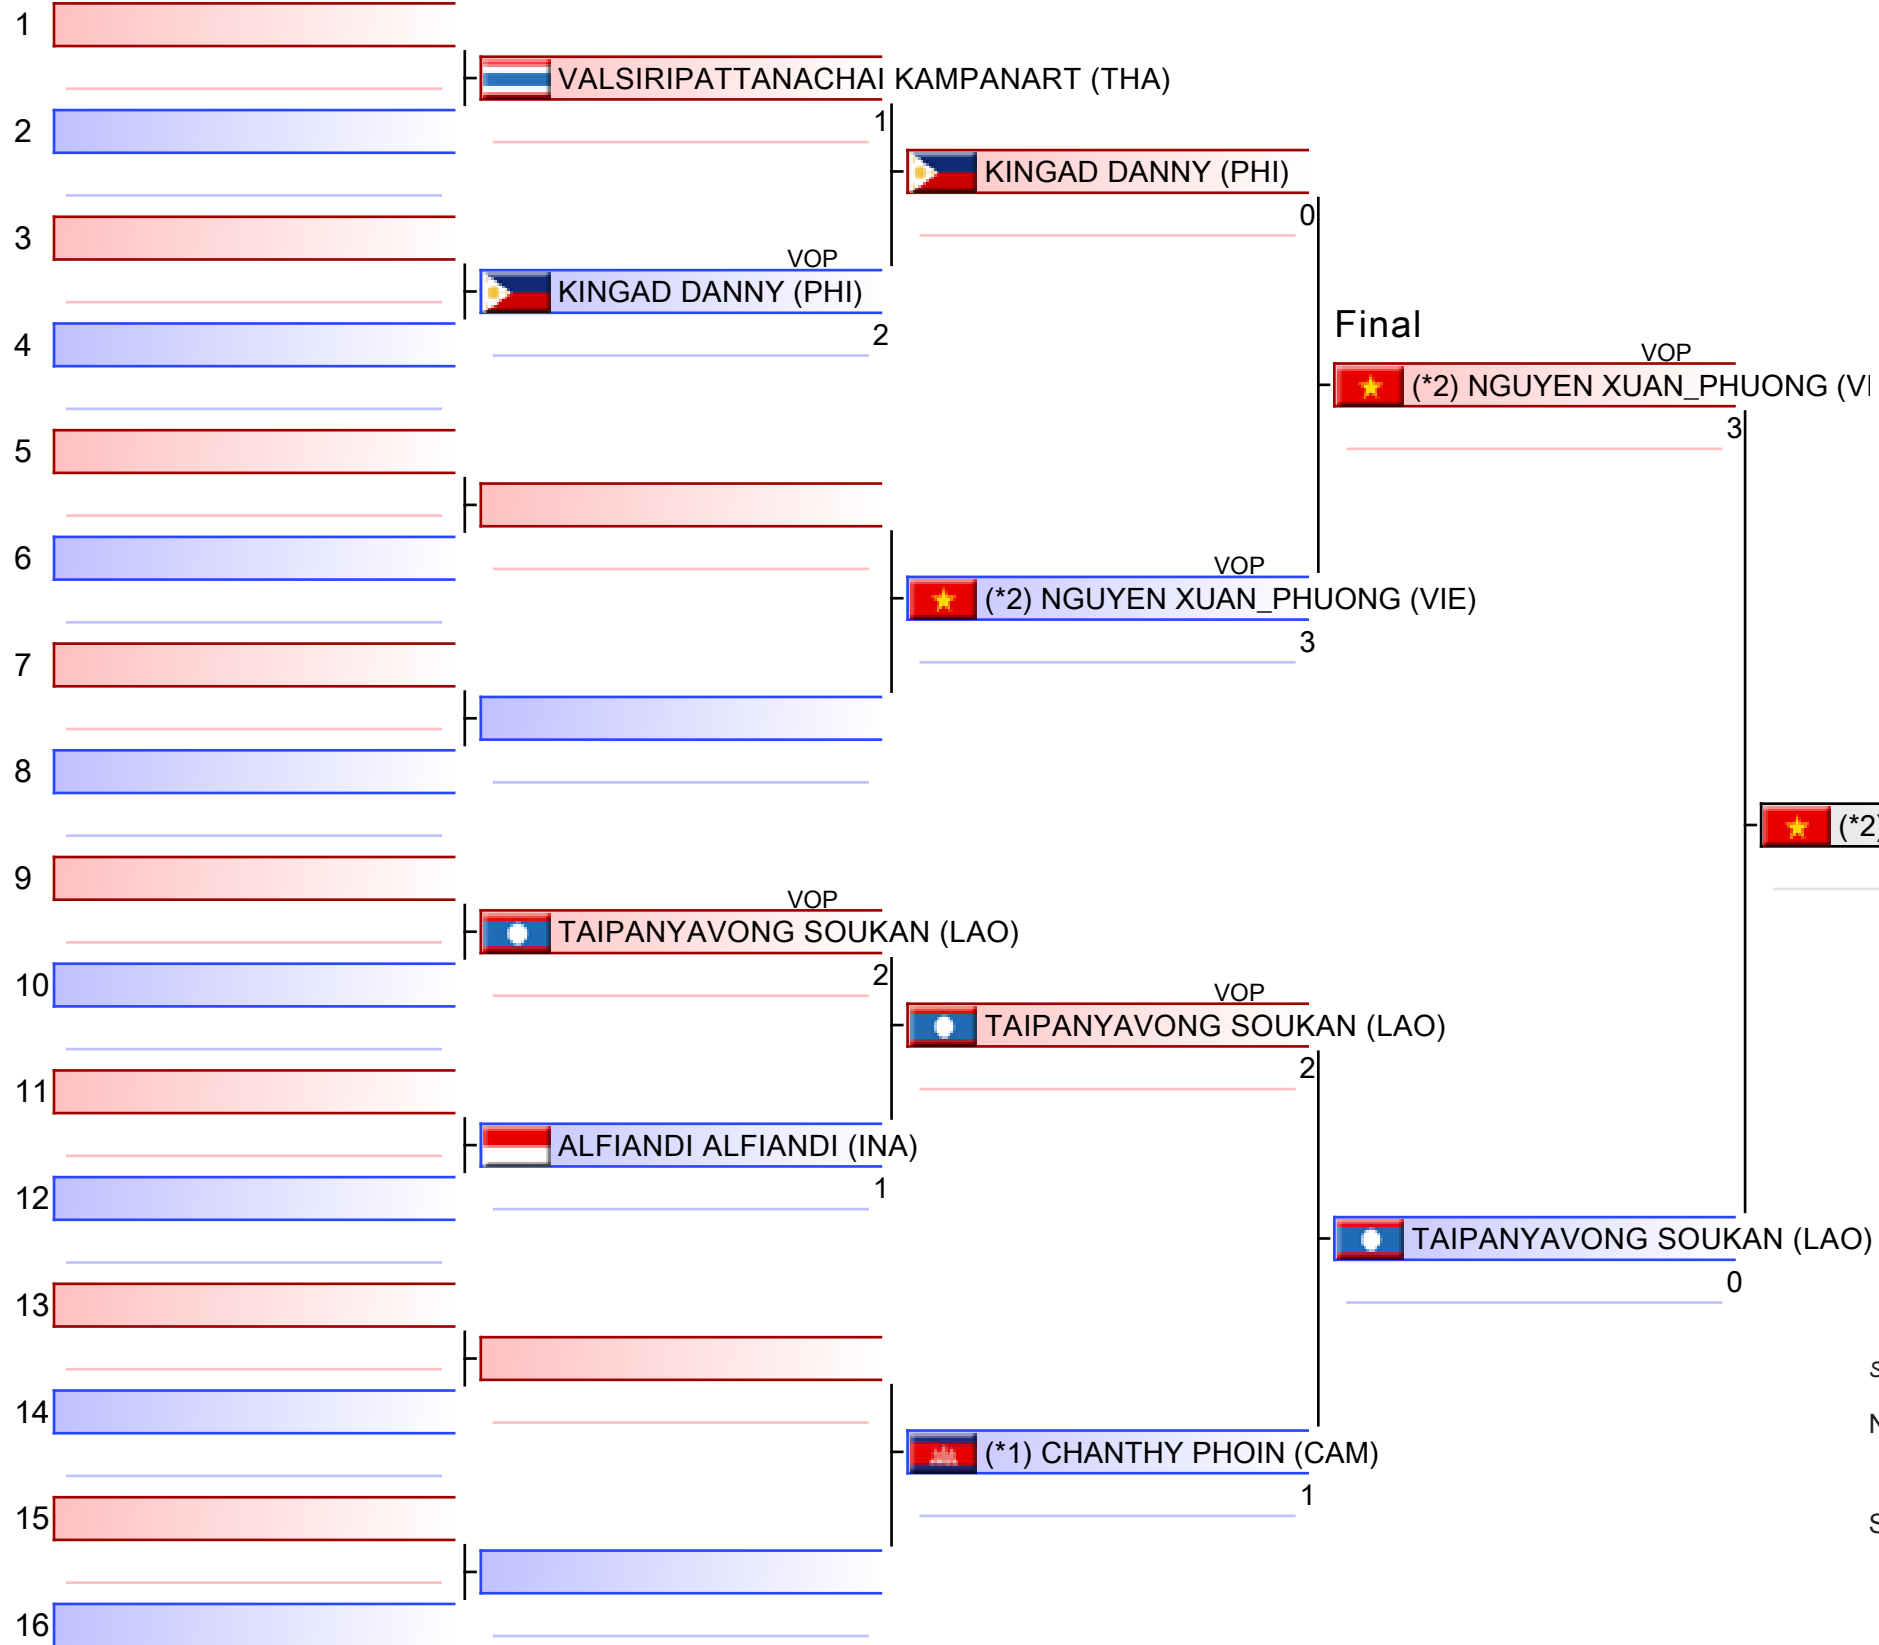 1
VALSIRIPATTANACHAI KAMPANART (THA)
1
2
KINGAD DANNY (PHI)
0
3
VOP
KINGAD DANNY (PHI)
2
4
Final
VOP
(*2) NGUYEN XUAN_PHUONG (VI
3
5
6
VOP
(*2) NGUYEN XUAN_PHUONG (VIE)
3
7
8
(*2)
9
VOP
TAIPANYAVONG SOUKAN (LAO)
2
10
VOP
TAIPANYAVONG SOUKAN (LAO)
2
11
ALFIANDI ALFIANDI (INA)
1
12
TAIPANYAVONG SOUKAN (LAO)
0
13
14
(*1) CHANTHY PHOIN (CAM)
1
15
16